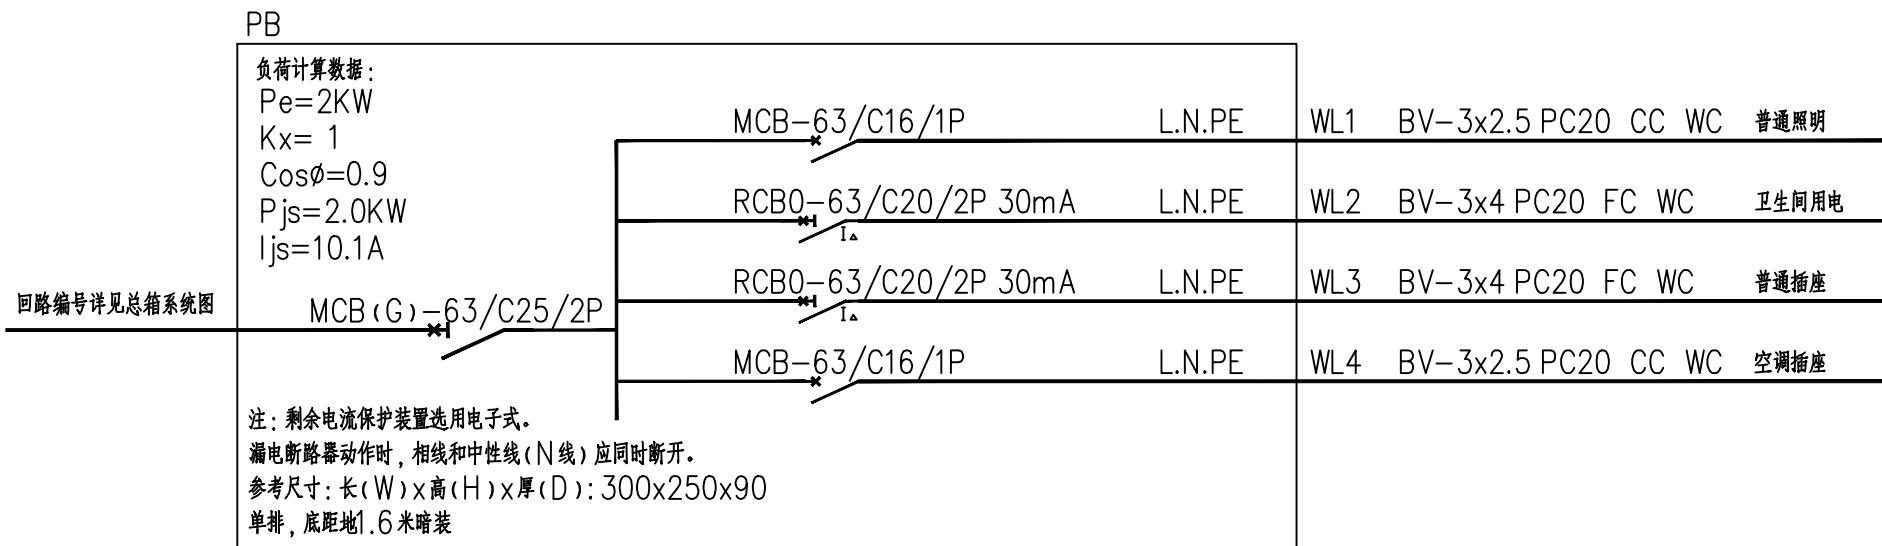 PB
负荷计算数据：
Pe=2KW
Kx= 1
CosØ=0.9
Pjs=2.0KW
Ijs=10.1A
回路编号详见总箱系统图
MCB(G)-63/C25/2P
MCB-63/C16/1P L.N.PE WL1 BV-3x2.5 PC20 CC WC 普通照明
RCBO-63/C20/2P 30mA L.N.PE WL2 BV-3x4 PC20 FC WC 卫生间用电
I△
RCBO-63/C20/2P 30mA L.N.PE WL3 BV-3x4 PC20 FC WC 普通插座
I△
MCB-63/C16/1P L.N.PE WL4 BV-3x2.5 PC20 CC WC 空调插座
注：剩余电流保护装置选用电子式。
漏电断路器动作时，相线和中性线(N线)应同时断开。
参考尺寸：长(W)x高(H)x厚(D)：300x250x90
单排，底距地1.6米暗装